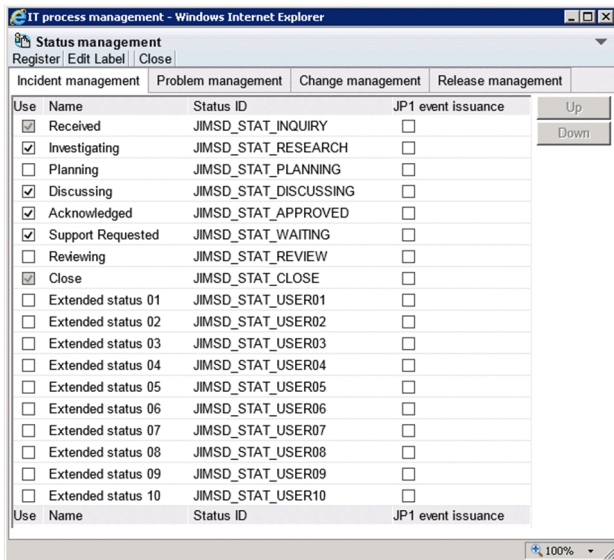 IT process management - Windows Internet Explorer
Status management
Register Edit Label Close
Incident management Problem management Change management Release management
Use Name Status ID JP1 event issuance Up
Received JIMSD_STAT_INQUIRY
Down
Investigating JIMSD_STAT_RESEARCH
Planning JIMSD_STAT_PLANNING
Discussing JIMSD_STAT_DISCUSSING
Acknowledged JIMSD_STAT_APPROVED
Support Requested JIMSD_STAT_WAITING
Reviewing JIMSD_STAT_REVIEW
Close JIMSD_STAT_CLOSE
Extended status 01 JIMSD_STAT_USER01
Extended status 02 JIMSD_STAT_USER02
Extended status 03 JIMSD_STAT_USER03
Extended status 04 JIMSD_STAT_USER04
Extended status 05 JIMSD_STAT_USER05
Extended status 06 JIMSD_STAT_USER06
Extended status 07 JIMSD_STAT_USER07
Extended status 08 JIMSD_STAT_USER08
Extended status 09 JIMSD_STAT_USER09
Extended status 10 JIMSD_STAT_USER10
Use Name Status ID JP1 event issuance
100%